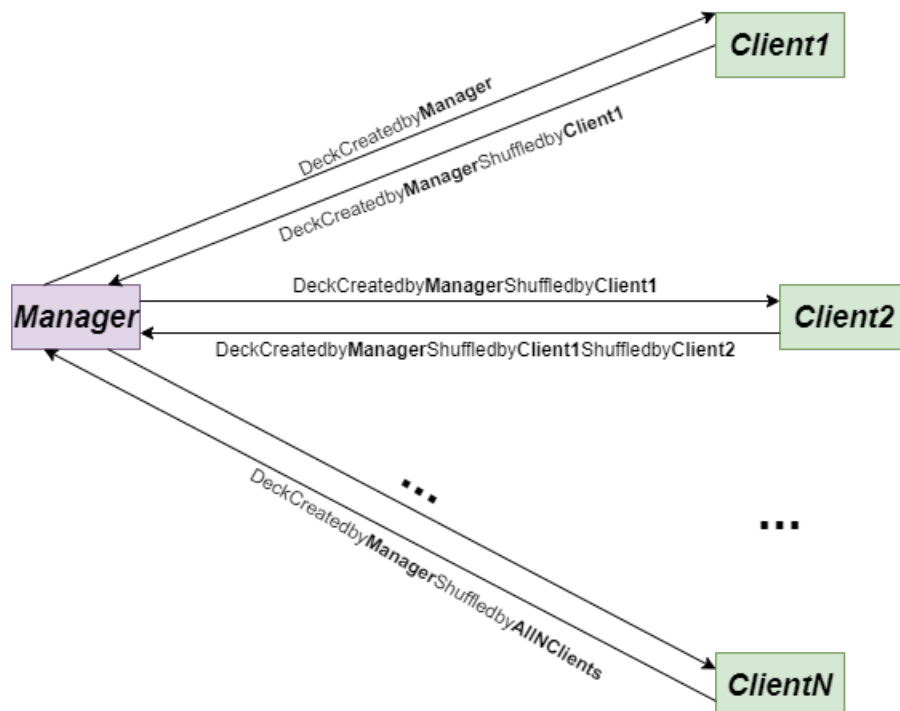 Client1
DeckCreatedbyManager
DeckCreatedbyManagerShuffledbyClient1
DeckCreatedbyManagerShuffledbyClient1
Manager
Client2
DeckCreatedbyManagerShuffledbyClient1ShuffledbyClient2
...
...
DeckCreatedbyManagerShuffledbyAllNClients
ClientN